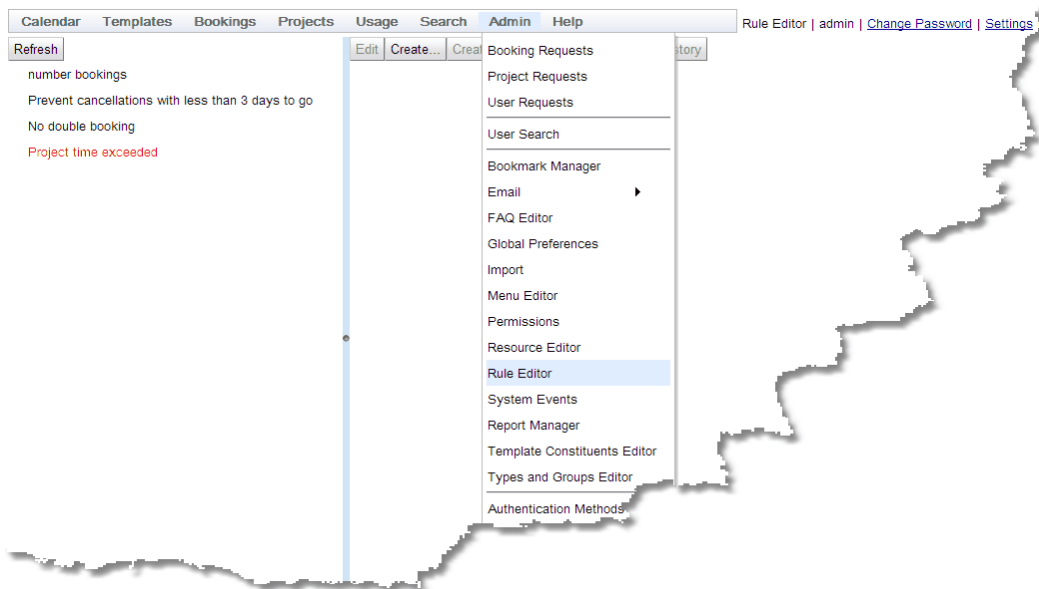 Calendar Templates Bookings Projects Usage Search Admin Help Rule Editor | admin | Change Password | Settings
Refresh Edit Create...
number bookings
Prevent cancellations with less than 3 days to go
No double booking
Project time exceeded
Booking Requests
Project Requests
User Requests
User Search
Bookmark Manager
Email
FAQ Editor
Global Preferences
Import
Menu Editor
Permissions
Resource Editor
Rule Editor
System Events
Report Manager
Template Constituents Editor
Types and Groups Editor
Authentication Methods